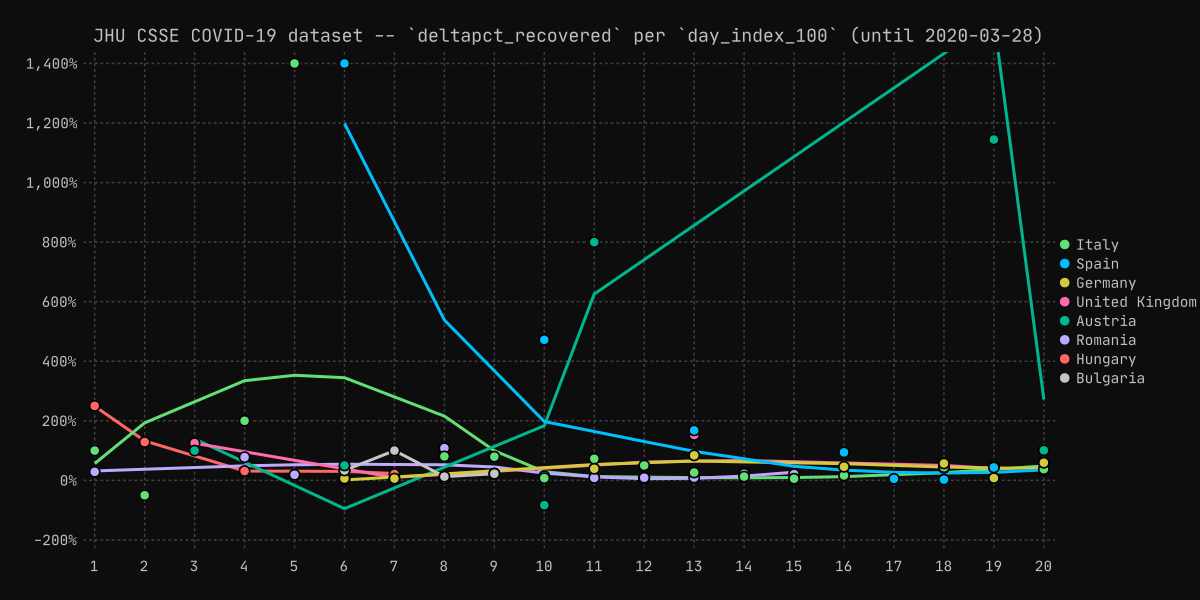 JHU CSSE COVID-19 dataset -- `deltapct_recovered` per `day_index_100` (until 2020-03-28)
1,400%
1,200%
1,000%
800%
600%
400%
200%
0%
-200%
1 2 3 4 5 6 7 8 9 10 11 12 13 14 15 16 17 18 19 20
Italy
Spain
Germany
United Kingdom
Austria
Romania
Hungary
Bulgaria